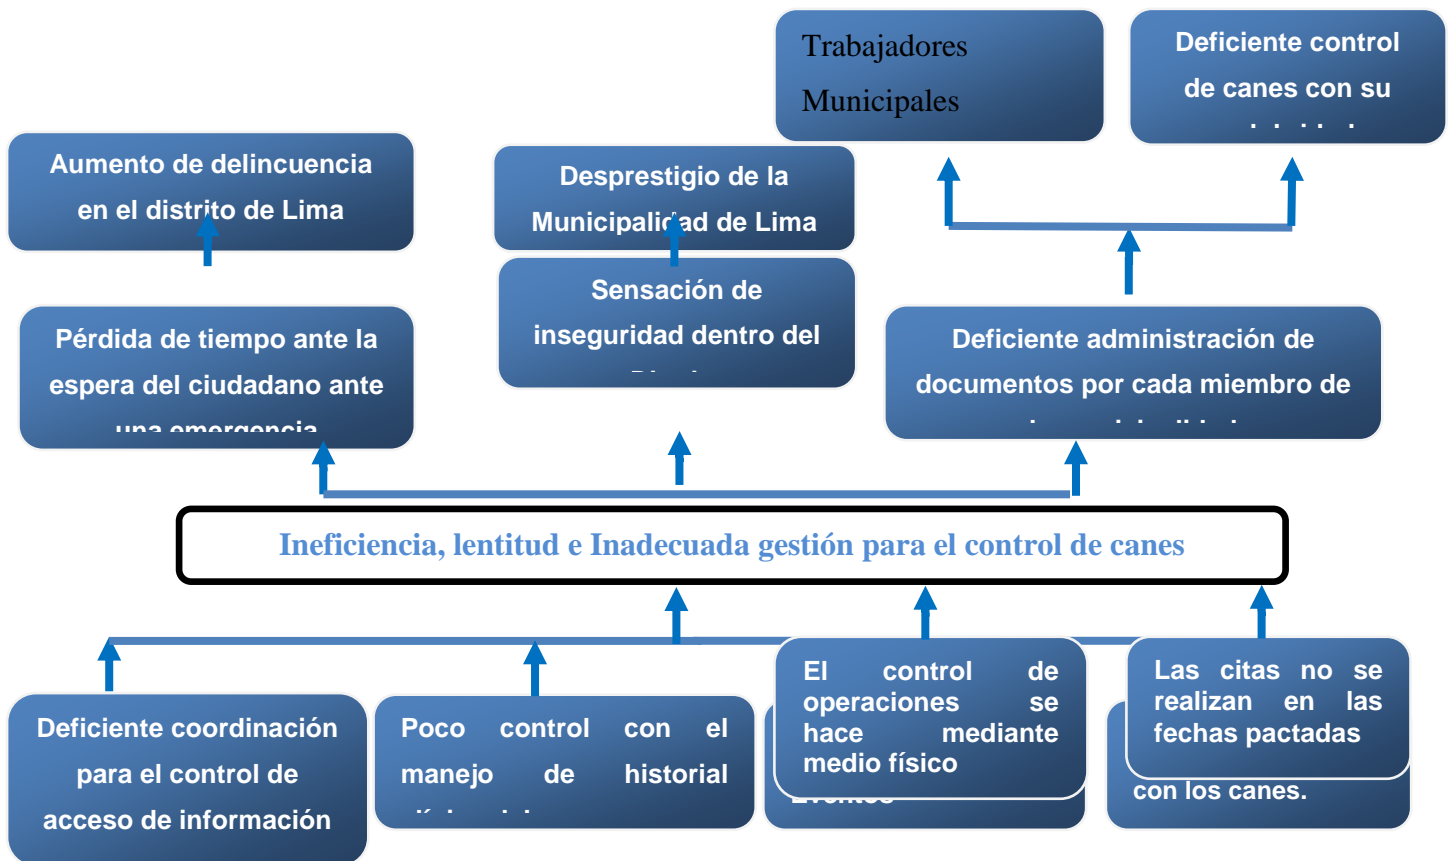 Trabajadores
Municipales
Deficiente control
de canes con su
Aumento de delincuencia
en el distrito de Lima
Desprestigio de la
Municipalidad de Lima
Sensación de
inseguridad dentro del
Pérdida de tiempo ante la
espera del ciudadano ante
una emergencia
Deficiente administración de
documentos por cada miembro de
Ineficiencia, lentitud e Inadecuada gestión para el control de canes
Deficiente coordinación
para el control de
acceso de información
Poco control con el
manejo de historial
El control de
operaciones se
hace mediante
medio físico
Eventos
Las citas no se
realizan en las
fechas pactadas
con los canes.